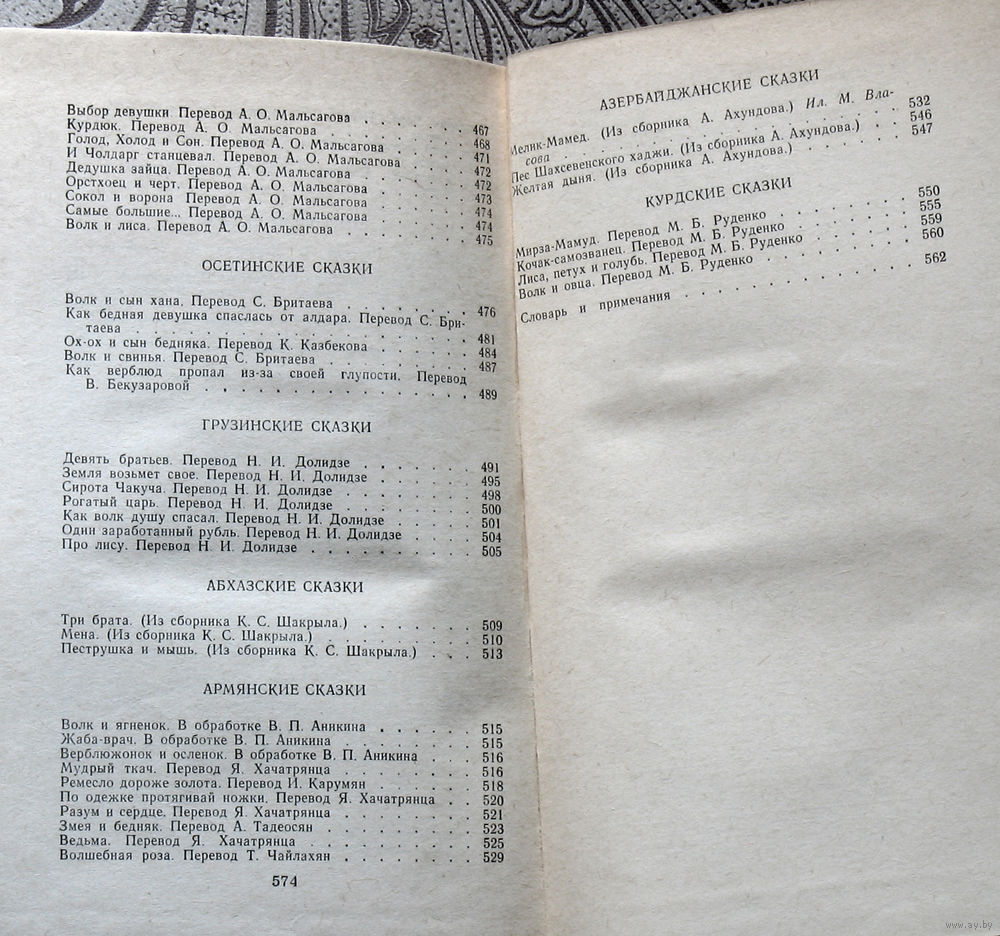 Выбор девушки. Перевод А. О. Мальсагова . . . . . . . 467
Курдюк. Перевод А. О. Мальсагова . . . . . . . . 468
Голод, Холод и Сон. Перевод А. О. Мальсагова . . . . . 471
И Чолдарг станцевал. Перевод А. О. Мальсагова . . . . . 472
Дедушка зайца. Перевод А. О. Мальсагова . . . . . . . 472
Орстхоец и черт. Перевод А. О. Мальсагова . . . . . . 473
Сокол и ворона Перевод А. О. Мальсагова . . . . . . 474
Самые большие... Перевод А. О. Мальсагова . . . . . . 474
Волк и лиса. Перевод А. О. Мальсагова . . . . . . . 475
ОСЕТИНСКИЕ СКАЗКИ
Волк и сын хана. Перевод С. Бритаева . . . . . . . 476
Как бедная девушка спаслась от алдара. Перевод С. Бри-
таева . . . . . . . . . . . . . . . . . 481
Ох-ох и сын бедняка. Перевод К. Казбекова . . . . . . 484
Волк и свинья. Перевод С. Бритаева . . . . . . . . 487
Как верблюд пропал из-за своей глупости. Перевод
В. Бекузаровой . . . . . . . . . . . . . . 489
ГРУЗИНСКИЕ СКАЗКИ
Девять братьев. Перевод Н. И. Долидзе . . . . . . . 491
Земля возьмет свое. Перевод Н. И. Долидзе . . . . . . 495
Сирота Чакуча. Перевод Н. И. Долидзе . . . . . . . 498
Рогатый царь. Перевод Н. И. Долидзе . . . . . . . 500
Как волк душу спасал. Перевод Н. И. Долидзе . . . . . 501
Один заработанный рубль. Перевод Н. И. Долидзе . . . . 504
Про лису. Перевод Н. И. Долидзе . . . . . . . . . 505
АБХАЗСКИЕ СКАЗКИ
Три брата. (Из сборника К. С. Шакрыла.) . . . . . . . 509
Мена. (Из сборника К. С. Шакрыла.) . . . . . . . . 510
Пеструшка и мышь. (Из сборника К. С. Шакрыла.) . . . 513
АРМЯНСКИЕ СКАЗКИ
Волк и ягненок. В обработке В. П. Аникина . . . . . . 515
Жаба-врач. В обработке В. П. Аникина . . . . . . . 515
Верблюжонок и осленок. В обработке В. П. Аникина . . . 516
Мудрый ткач. Перевод Я. Хачатрянца . . . . . . . 516
Ремесло дороже золота. Перевод И. Карумян . . . . . . 518
По одежке протягивай ножки. Перевод Я. Хачатрянца . . 520
Разум и сердце. Перевод Я. Хачатрянца . . . . . . . 521
Змея и бедняк. Перевод А. Тадеосян . . . . . . . . 523
Ведьма. Перевод Я. Хачатрянца . . . . . . . . . 525
Волшебная роза. Перевод Т. Чайлахян . . . . . . . 529
574
АЗЕРБАЙДЖАНСКИЕ СКАЗКИ
Мелик-Мамед. (Из сборника А. Ахундова.) Ил. М. Вла-
сова . . . . . . . . . . . . . . . . . 532
Пес Шахсевенского хаджи. (Из сборника А. Ахундова.) . . 546
Желтая дыня. (Из сборника А. Ахундова.) . . . . . . 547
КУРДСКИЕ СКАЗКИ
Мирза-Мамуд. Перевод М. Б. Руденко . . . . . . . 550
Кочак-самозванец. Перевод М. Б. Руденко . . . . . . 555
Лиса, петух и голубь. Перевод М. Б. Руденко . . . . . 559
Волк и овца. Перевод М. Б. Руденко . . . . . . . . 560
Словарь и примечания . . . . . . . . . . . 562
www.ay.by